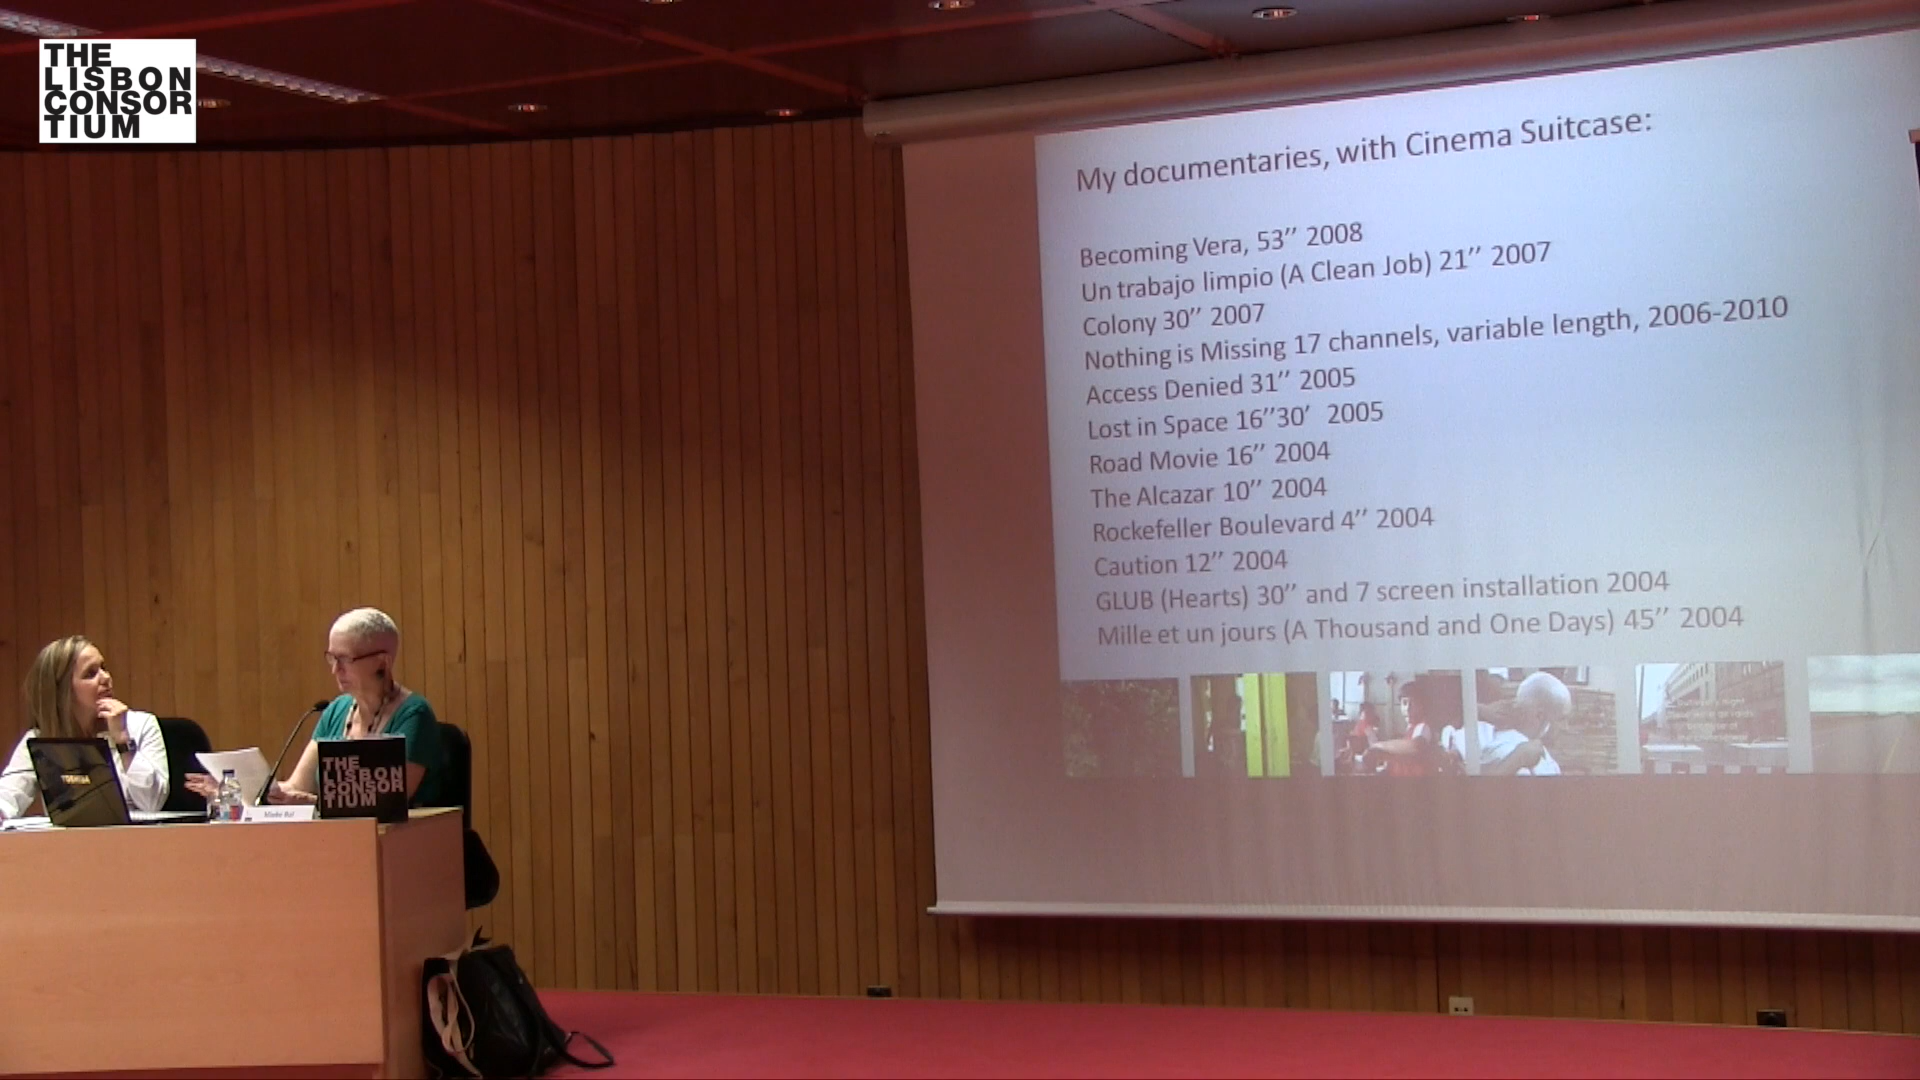 THE
LISBON
CONSOR
TIUM
My documentaries, with Cinema Suitcase:
Becoming Vera, 53’’ 2008
Un trabajo limpio (A Clean Job) 21’’ 2007
Colony 30’’ 2007
Nothing is Missing 17 channels, variable length, 2006-2010
Access Denied 31’’ 2005
Lost in Space 16’’30’ 2005
Road Movie 16’’ 2004
The Alcazar 10’’ 2004
Rockefeller Boulevard 4’’ 2004
Caution 12’’ 2004
GLUB (Hearts) 30’’ and 7 screen installation 2004
Mille et un jours (A Thousand and One Days) 45’’ 2004
TOSHIBA
THE
LISBON
CONSOR
TIUM
Mieke Bal